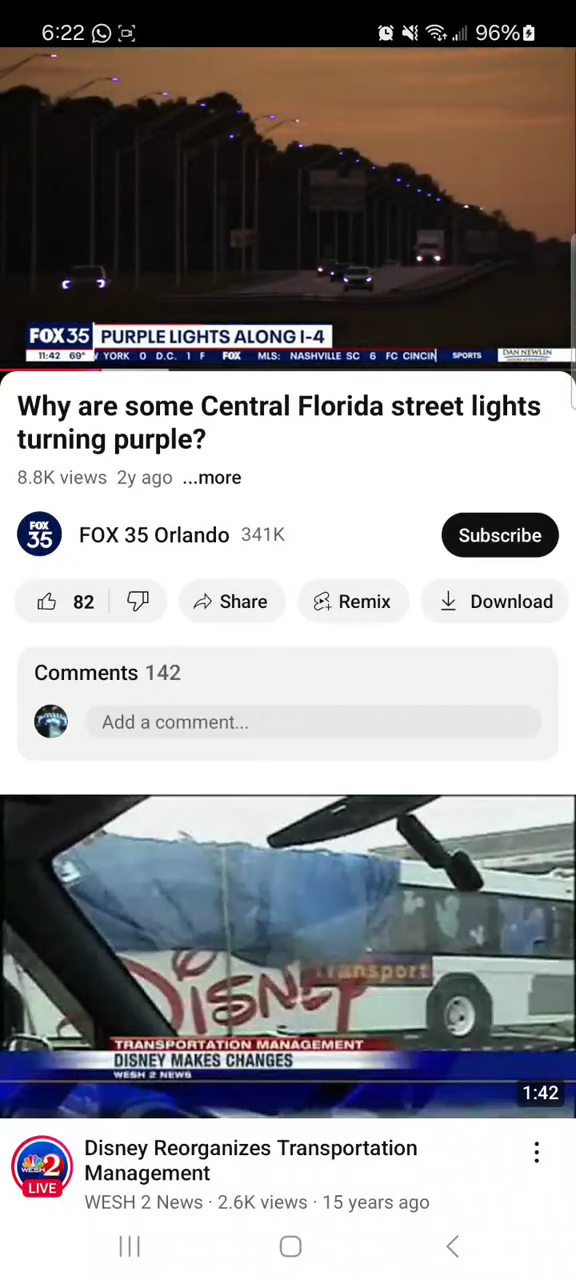 6:22 96%
FOX 35 PURPLE LIGHTS ALONG I-4
11:42 69° YORK 0 D.C. 1 F FOX MLS: NASHVILLE SC 6 FC CINCIN SPORTS DAN NEWLIN
Why are some Central Florida street lights
turning purple?
8.8K views 2y ago ...more
FOX
35
FOX 35 Orlando 341K
Subscribe
82 Share Remix Download
Comments 142
Add a comment...
DISNEY
Transport
TRANSPORTATION MANAGEMENT
DISNEY MAKES CHANGES
WESH 2 NEWS
1:42
WESH 2
LIVE
Disney Reorganizes Transportation
Management
WESH 2 News · 2.6K views · 15 years ago